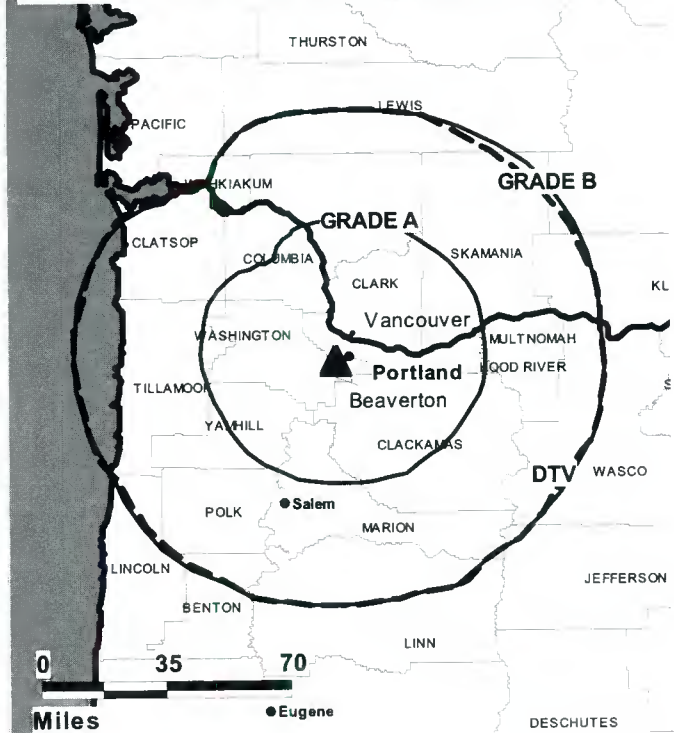 THURSTON
LEWIS
PACIFIC
WAHKIAKUM
GRADE B
GRADE A
CLATSOP
COLUMBIA
SKAMANIA
CLARK
KL
Vancouver
WASHINGTON
MULTNOMAH
HOOD RIVER
Portland
TILLAMOOK
Beaverton
YAMHILL
CLACKAMAS
DTV
WASCO
Salem
POLK
MARION
LINCOLN
JEFFERSON
BENTON
LINN
0 35 70
Miles
Eugene
DESCHUTES